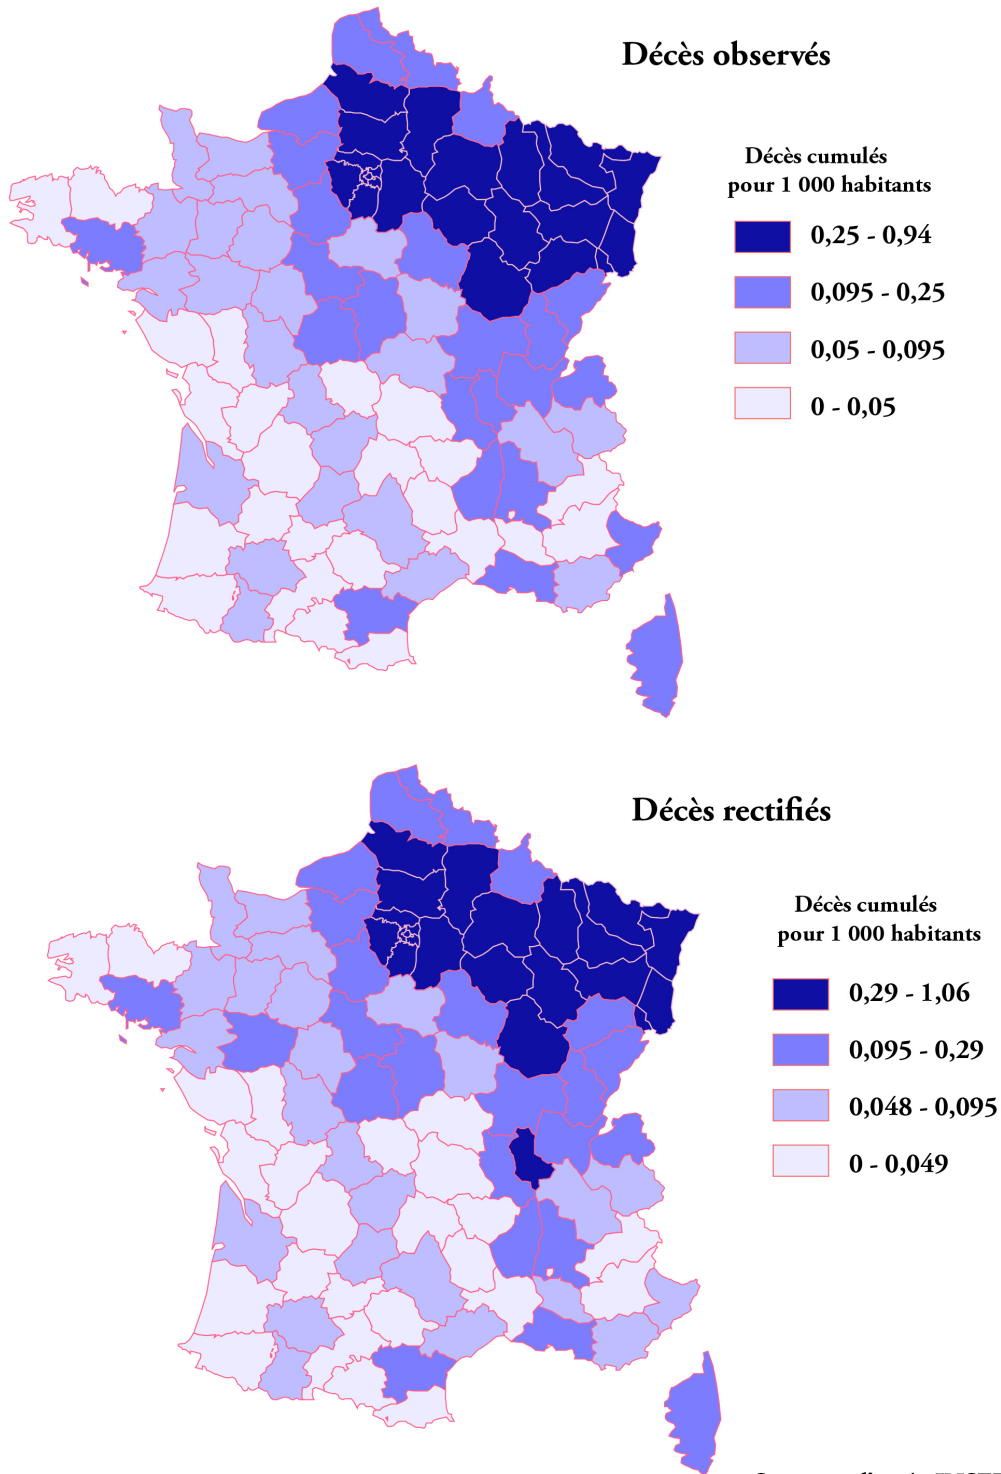 Décès observés
Décès cumulés
pour 1 000 habitants
0,25 - 0,94
0,095 - 0,25
0,05 - 0,095
0 - 0,05
Décès rectifiés
Décès cumulés
pour 1 000 habitants
0,29 - 1,06
0,095 - 0,29
0,048 - 0,095
0 - 0,049